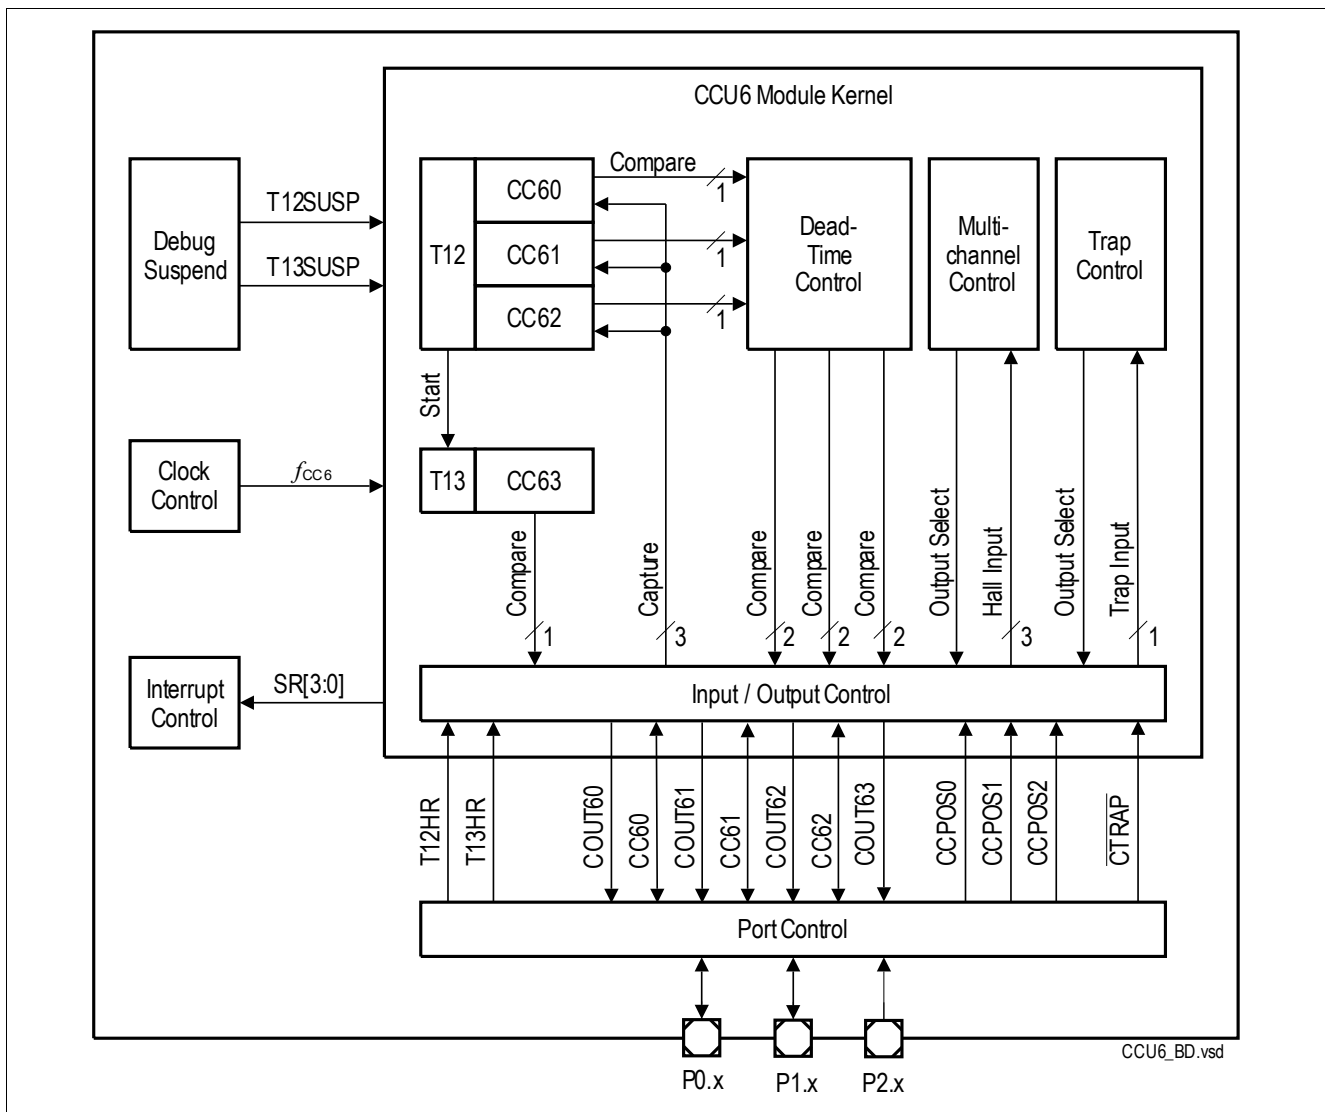 CCU6 Module Kernel
Debug
Suspend
T12SUSP
T13SUSP
T12
CC60
CC61
CC62
Compare
1
1
1
Dead-
Time
Control
Multi-
channel
Control
Trap
Control
Start
Clock
Control
fCC6
T13
CC63
Compare
1
Capture
3
Compare
2
Compare
2
Compare
2
Output Select
Hall Input
3
Output Select
Trap Input
1
Interrupt
Control
SR[3:0]
Input / Output Control
T12HR
T13HR
COUT60
CC60
COUT61
CC61
COUT62
CC62
COUT63
CCPOS0
CCPOS1
CCPOS2
CTRAP
Port Control
P0.x
P1.x
P2.x
CCU6_BD.vsd